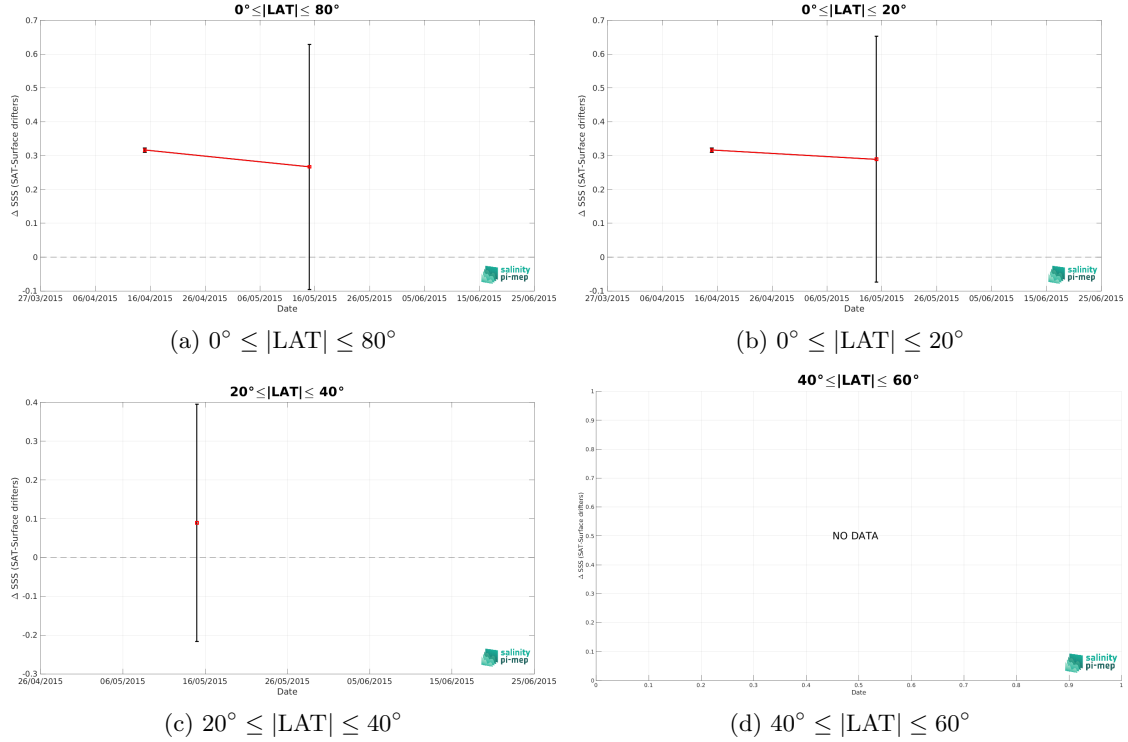 0°≤|LAT|≤ 80°
Δ SSS (SAT-Surface drifters)
0.7
0.6
0.5
0.4
0.3
0.2
0.1
0
-0.1
27/03/2015 06/04/2015 16/04/2015 26/04/2015 06/05/2015 16/05/2015 26/05/2015 05/06/2015 15/06/2015 25/06/2015
Date
salinity
pi-mep
(a) 0° ≤ |LAT| ≤ 80°
0°≤|LAT|≤ 20°
Δ SSS (SAT-Surface drifters)
0.7
0.6
0.5
0.4
0.3
0.2
0.1
0
-0.1
27/03/2015 06/04/2015 16/04/2015 26/04/2015 06/05/2015 16/05/2015 26/05/2015 05/06/2015 15/06/2015 25/06/2015
Date
salinity
pi-mep
(b) 0° ≤ |LAT| ≤ 20°
20°≤|LAT|≤ 40°
Δ SSS (SAT-Surface drifters)
0.4
0.3
0.2
0.1
0
-0.1
-0.2
-0.3
26/04/2015 06/05/2015 16/05/2015 26/05/2015 05/06/2015 15/06/2015 25/06/2015
Date
salinity
pi-mep
(c) 20° ≤ |LAT| ≤ 40°
40°≤|LAT|≤ 60°
Δ SSS (SAT-Surface drifters)
1
0.9
0.8
0.7
0.6
0.5
0.4
0.3
0.2
0.1
0
NO DATA
0 0.1 0.2 0.3 0.4 0.5 0.6 0.7 0.8 0.9 1
Date
salinity
pi-mep
(d) 40° ≤ |LAT| ≤ 60°